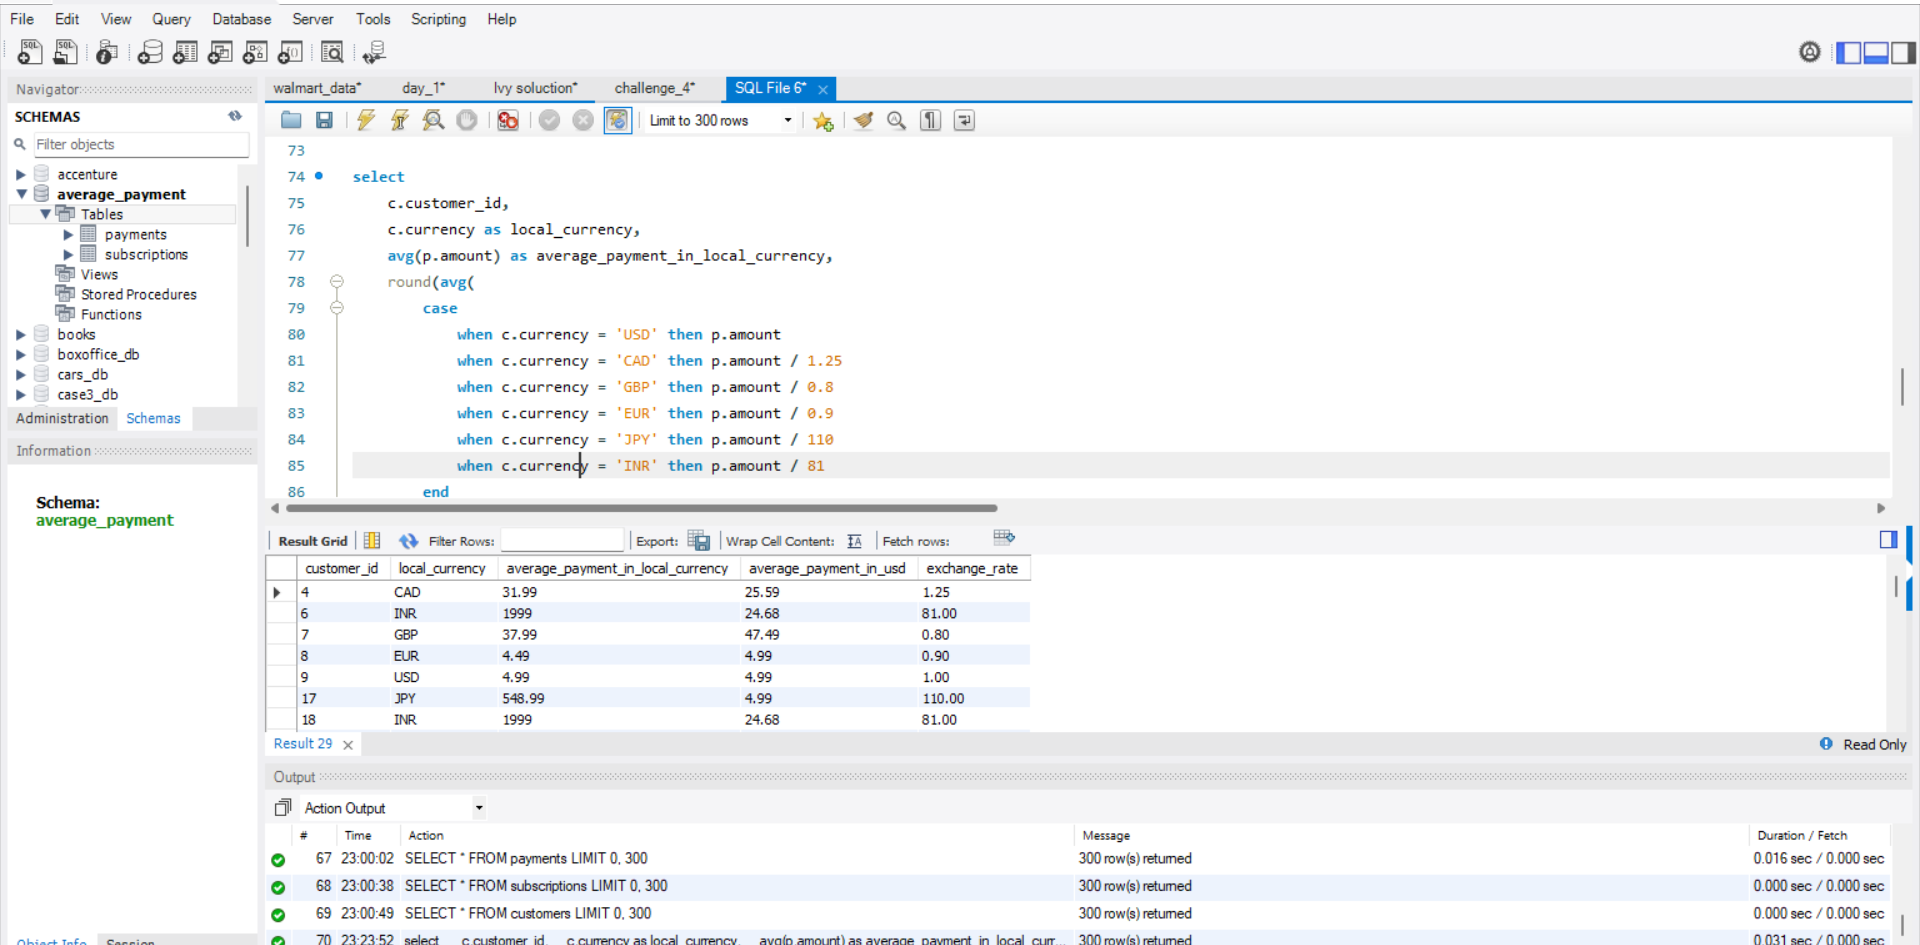 File Edit View Query Database Server Tools Scripting Help
Navigator
SCHEMAS
Filter objects
accenture
average_payment
Tables
payments
subscriptions
Views
Stored Procedures
Functions
books
boxoffice_db
cars_db
case3_db
Administration Schemas
Information
Schema:
average_payment
Object Info Session
walmart_data* day_1* Ivy soluction* challenge_4* SQL File 6*
Limit to 300 rows
73
74 select
75 c.customer_id,
76 c.currency as local_currency,
77 avg(p.amount) as average_payment_in_local_currency,
78 round(avg(
79 case
80 when c.currency = 'USD' then p.amount
81 when c.currency = 'CAD' then p.amount / 1.25
82 when c.currency = 'GBP' then p.amount / 0.8
83 when c.currency = 'EUR' then p.amount / 0.9
84 when c.currency = 'JPY' then p.amount / 110
85 when c.currency = 'INR' then p.amount / 81
86 end
Result Grid Filter Rows: Export: Wrap Cell Content: Fetch rows:
customer_id local_currency average_payment_in_local_currency average_payment_in_usd exchange_rate
4 CAD 31.99 25.59 1.25
6 INR 1999 24.68 81.00
7 GBP 37.99 47.49 0.80
8 EUR 4.49 4.99 0.90
9 USD 4.99 4.99 1.00
17 JPY 548.99 4.99 110.00
18 INR 1999 24.68 81.00
Result 29 Read Only
Output
Action Output
# Time Action Message Duration / Fetch
67 23:00:02 SELECT * FROM payments LIMIT 0, 300 300 row(s) returned 0.016 sec / 0.000 sec
68 23:00:38 SELECT * FROM subscriptions LIMIT 0, 300 300 row(s) returned 0.000 sec / 0.000 sec
69 23:00:49 SELECT * FROM customers LIMIT 0, 300 300 row(s) returned 0.000 sec / 0.000 sec
70 23:23:52 select c.customer_id, c.currency as local_currency, avg(p.amount) as average_payment_in_local_curr... 300 row(s) returned 0.031 sec / 0.000 sec